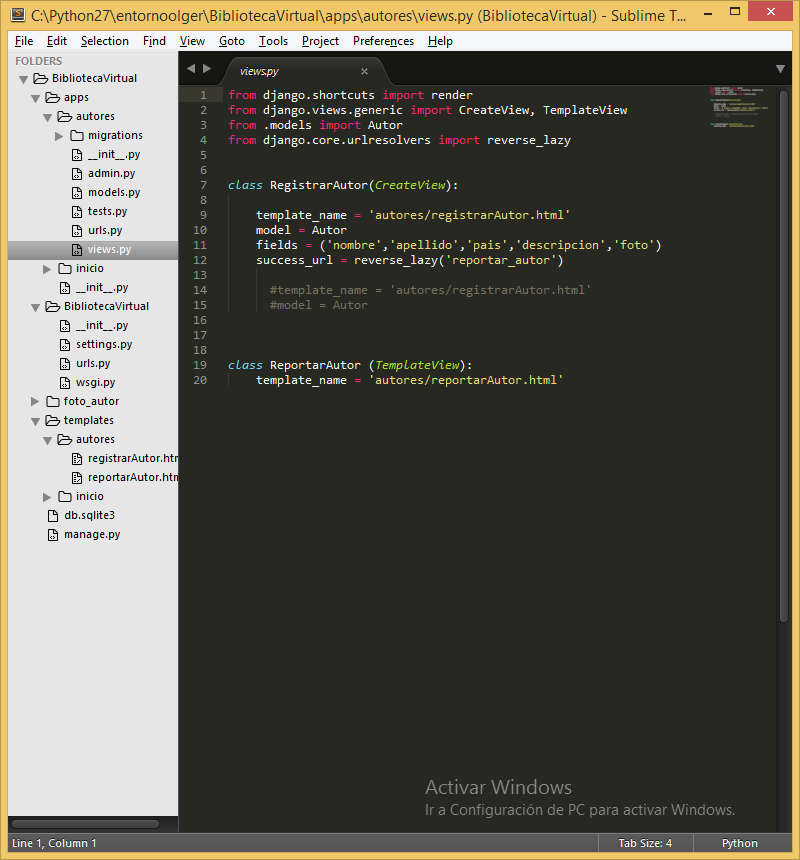 C:\Python27\entornoolger\BibliotecaVirtual\apps\autores\views.py (BibliotecaVirtual) - Sublime T...
File Edit Selection Find View Goto Tools Project Preferences Help
FOLDERS
BibliotecaVirtual
apps
autores
migrations
__init__.py
admin.py
models.py
tests.py
urls.py
views.py
inicio
__init__.py
BibliotecaVirtual
__init__.py
settings.py
urls.py
wsgi.py
foto_autor
templates
autores
registrarAutor.htm
reportarAutor.htm
inicio
db.sqlite3
manage.py
views.py ×
1 from django.shortcuts import render
2 from django.views.generic import CreateView, TemplateView
3 from .models import Autor
4 from django.core.urlresolvers import reverse_lazy
5
6
7 class RegistrarAutor(CreateView):
8
9 template_name = 'autores/registrarAutor.html'
10 model = Autor
11 fields = ('nombre','apellido','pais','descripcion','foto')
12 success_url = reverse_lazy('reportar_autor')
13
14 #template_name = 'autores/registrarAutor.html'
15 #model = Autor
16
17
18
19 class ReportarAutor (TemplateView):
20 template_name = 'autores/reportarAutor.html'
Activar Windows
Ir a Configuración de PC para activar Windows.
Line 1, Column 1
Tab Size: 4
Python